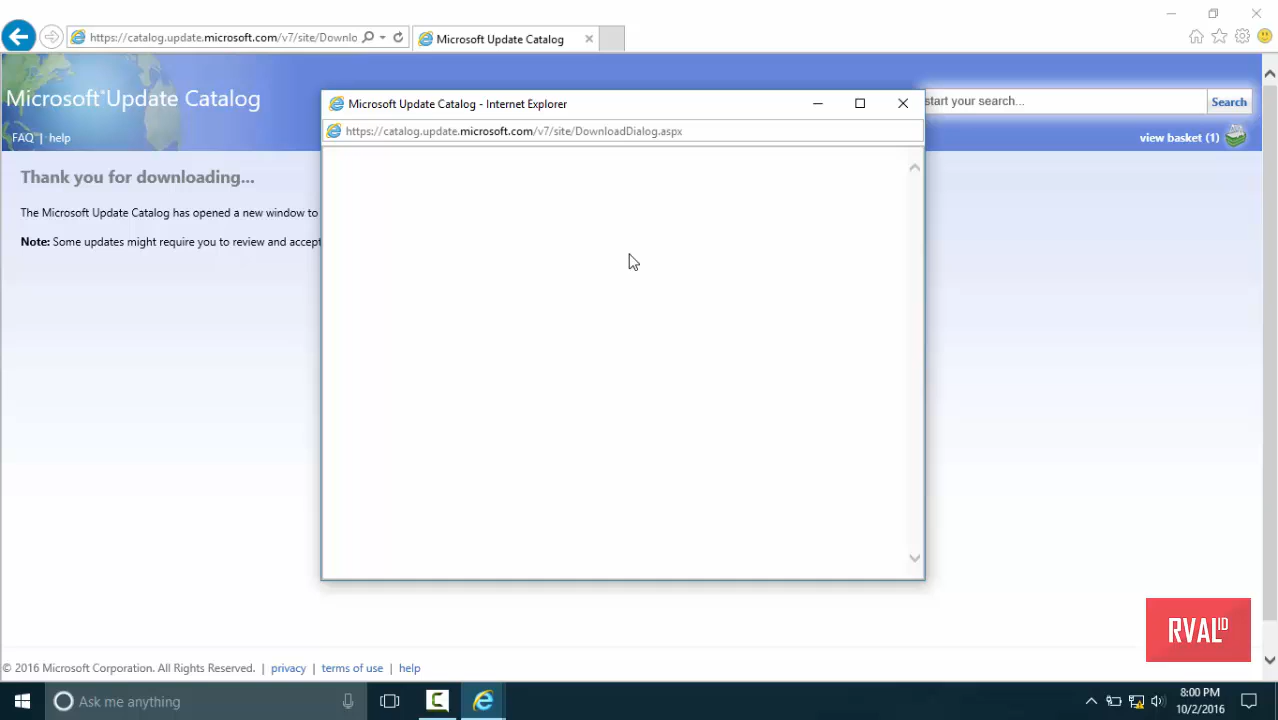 https://catalog.update.microsoft.com/v7/site/Downlo
Microsoft Update Catalog
Microsoft Update Catalog
start your search...
Search
FAQ | help
view basket (1)
Microsoft Update Catalog - Internet Explorer
https://catalog.update.microsoft.com/v7/site/DownloadDialog.aspx
Thank you for downloading...
The Microsoft Update Catalog has opened a new window to
Note: Some updates might require you to review and accept
RVAL ID
© 2016 Microsoft Corporation. All Rights Reserved. | privacy | terms of use | help
Ask me anything
8:00 PM
10/2/2016